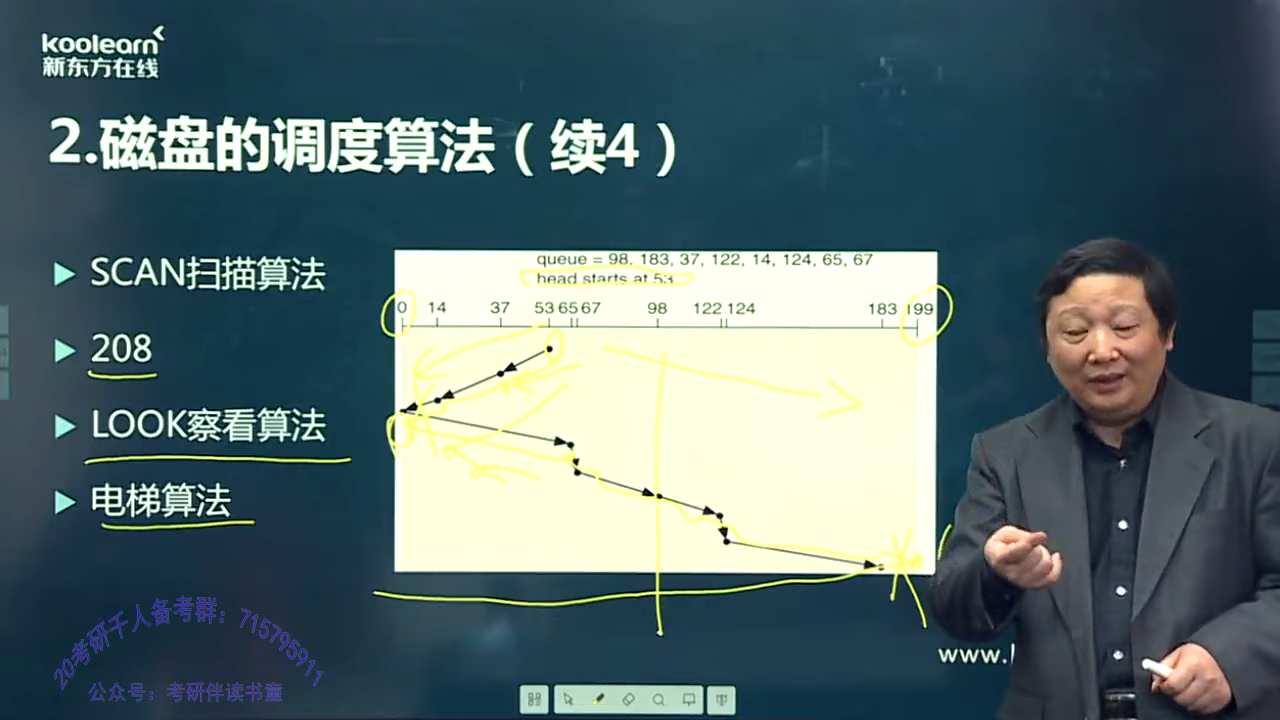 koolearn
新东方在线
2.磁盘的调度算法（续4）
SCAN扫描算法
208
LOOK察看算法
电梯算法
queue = 98, 183, 37, 122, 14, 124, 65, 67
head starts at 53
0 14 37 53 65 67 98 122 124 183 199
20考研千人备考群：715795911
公众号：考研伴读书童
www.